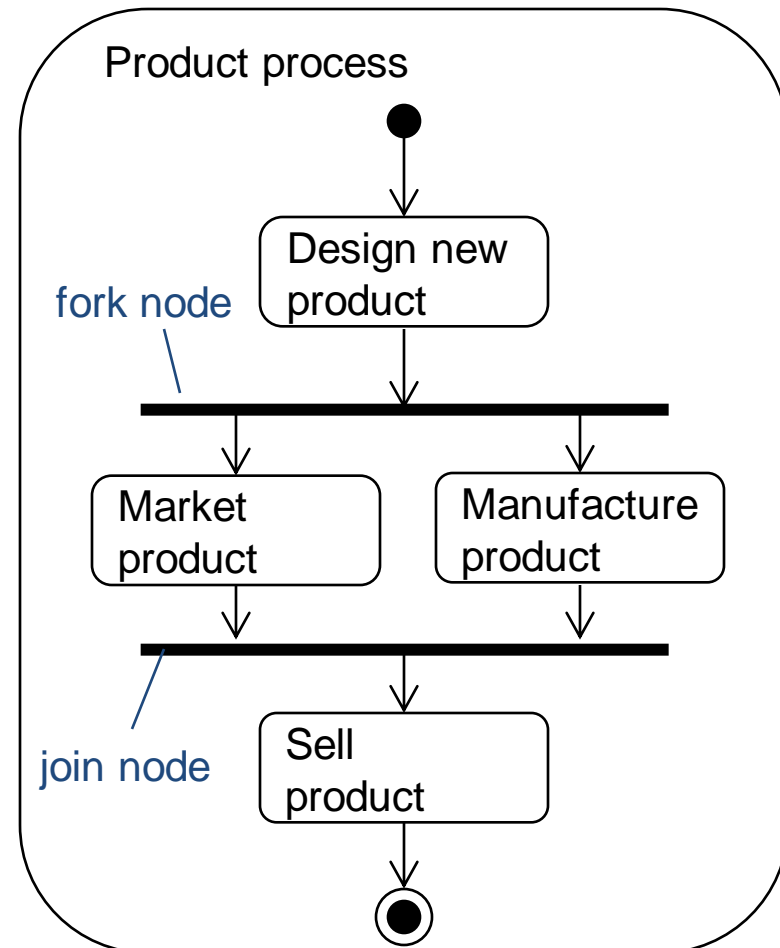 Product process
Design new
product
fork node
Market
product
Manufacture
product
join node
Sell
product